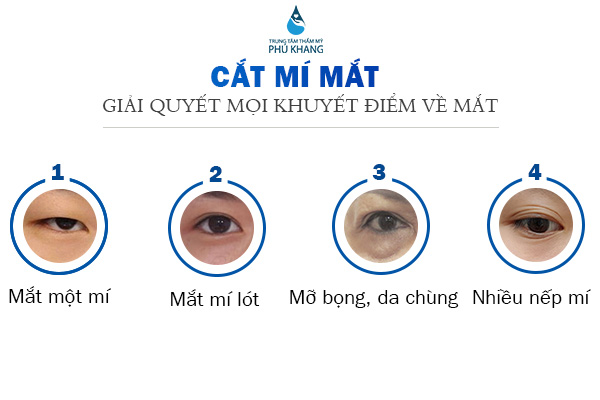 TRUNG TÂM THẨM MỸ
PHÚ KHANG
CẮT MÍ MẮT
GIẢI QUYẾT MỌI KHUYẾT ĐIỂM VỀ MẮT
1
2
3
4
Mắt một mí
Mắt mí lót
Mỡ bọng, da chùng
Nhiều nếp mí